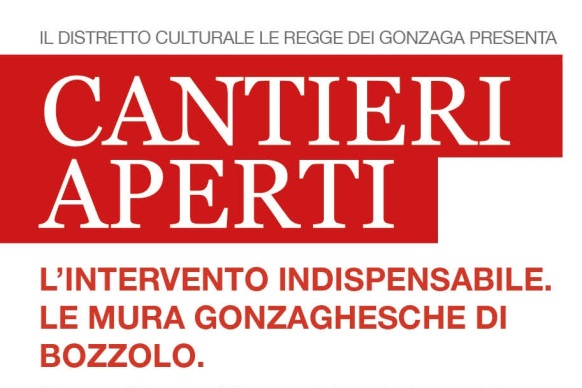 IL DISTRETTO CULTURALE LE REGGE DEI GONZAGA PRESENTA
CANTIERI
APERTI
L'INTERVENTO INDISPENSABILE.
LE MURA GONZAGHESCHE DI
BOZZOLO.